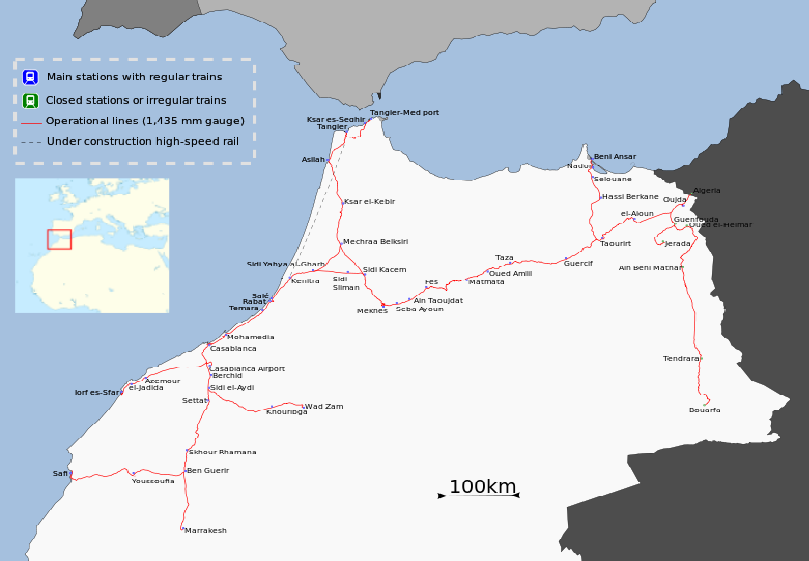 Main stations with regular trains
Closed stations or irregular trains
Operational lines (1,435 mm gauge)
Under construction high-speed rail
Tangier-Med port
Ksar es-Seghir
Tangier
Asilah
Benil Ansar
Nador
Selouane
Algeria
Hassi Berkane
Oujda
Ksar el-Kebir
el-Aioun
Guenfouda
Oued el-Heimar
Mechraa Belksiri
Taourirt
Jerada
Taza
Guercif
Sidi Yahya al-Gharb
Sidi Kacem
Ain Beni Mathar
Oued Amlil
Kenitra
Sidi
Sliman
Fes
Matmata
Salé
Rabat
Temara
Ain Taoujdat
Meknes
Seba Ayoun
Mohamedia
Casablanca
Tendrara
Casablanca Airport
Berchid
Azemour
el-Jadida
Sidi el-Aydi
Jorf es-Sfar
Settat
Wad Zam
Khouribga
Bouarfa
Skhour Rhamana
Safi
Ben Guerir
Youssoufia
100km
Marrakesh